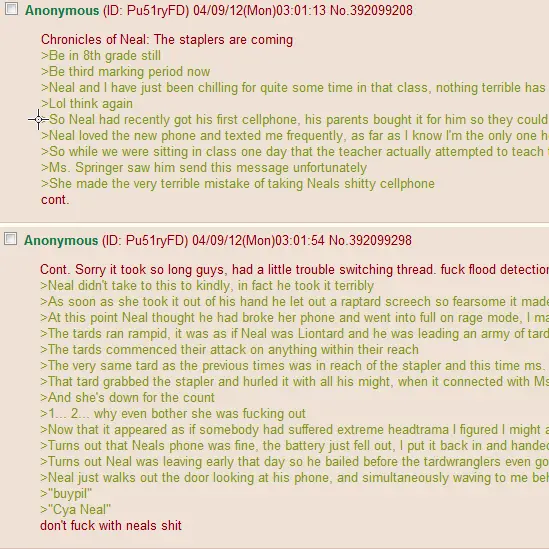 Anonymous (ID: Pu51ryFD) 04/09/12(Mon)03:01:13 No.392099208
Chronicles of Neal: The staplers are coming
>Be in 8th grade still
>Be third marking period now
>Neal and I have just been chilling for quite some time in that class, nothing terrible has
>Lol think again
>So Neal had recently got his first cellphone, his parents bought it for him so they could
>Neal loved the new phone and texted me frequently, as far as I know I'm the only one h
>So while we were sitting in class one day that the teacher actually attempted to teach
>Ms. Springer saw him send this message unfortunately
>She made the very terrible mistake of taking Neals shitty cellphone
cont.
Anonymous (ID: Pu51ryFD) 04/09/12(Mon)03:01:54 No.392099298
Cont. Sorry it took so long guys, had a little trouble switching thread. fuck flood detection
>Neal didn't take to this to kindly, in fact he took it terribly
>As soon as she took it out of his hand he let out a raptard screech so fearsome it made
>At this point Neal thought he had broke her phone and went into full on rage mode, I ma
>The tards ran rampid, it was as if Neal was Liontard and he was leading an army of tard
>The tards commenced their attack on anything within their reach
>The very same tard as the previous times was in reach of the stapler and this time ms.
>That tard grabbed the stapler and hurled it with all his might, when it connected with Ms
>And she's down for the count
>1... 2... why even bother she was fucking out
>Now that it appeared as if somebody had suffered extreme headtrama I figured I might a
>Turns out that Neals phone was fine, the battery just fell out, I put it back in and hande
>Turns out Neal was leaving early that day so he bailed before the tardwranglers even go
>Neal just walks out the door looking at his phone, and simultaneously waving to me beh
>"buypil"
>"Cya Neal"
don't fuck with neals shit